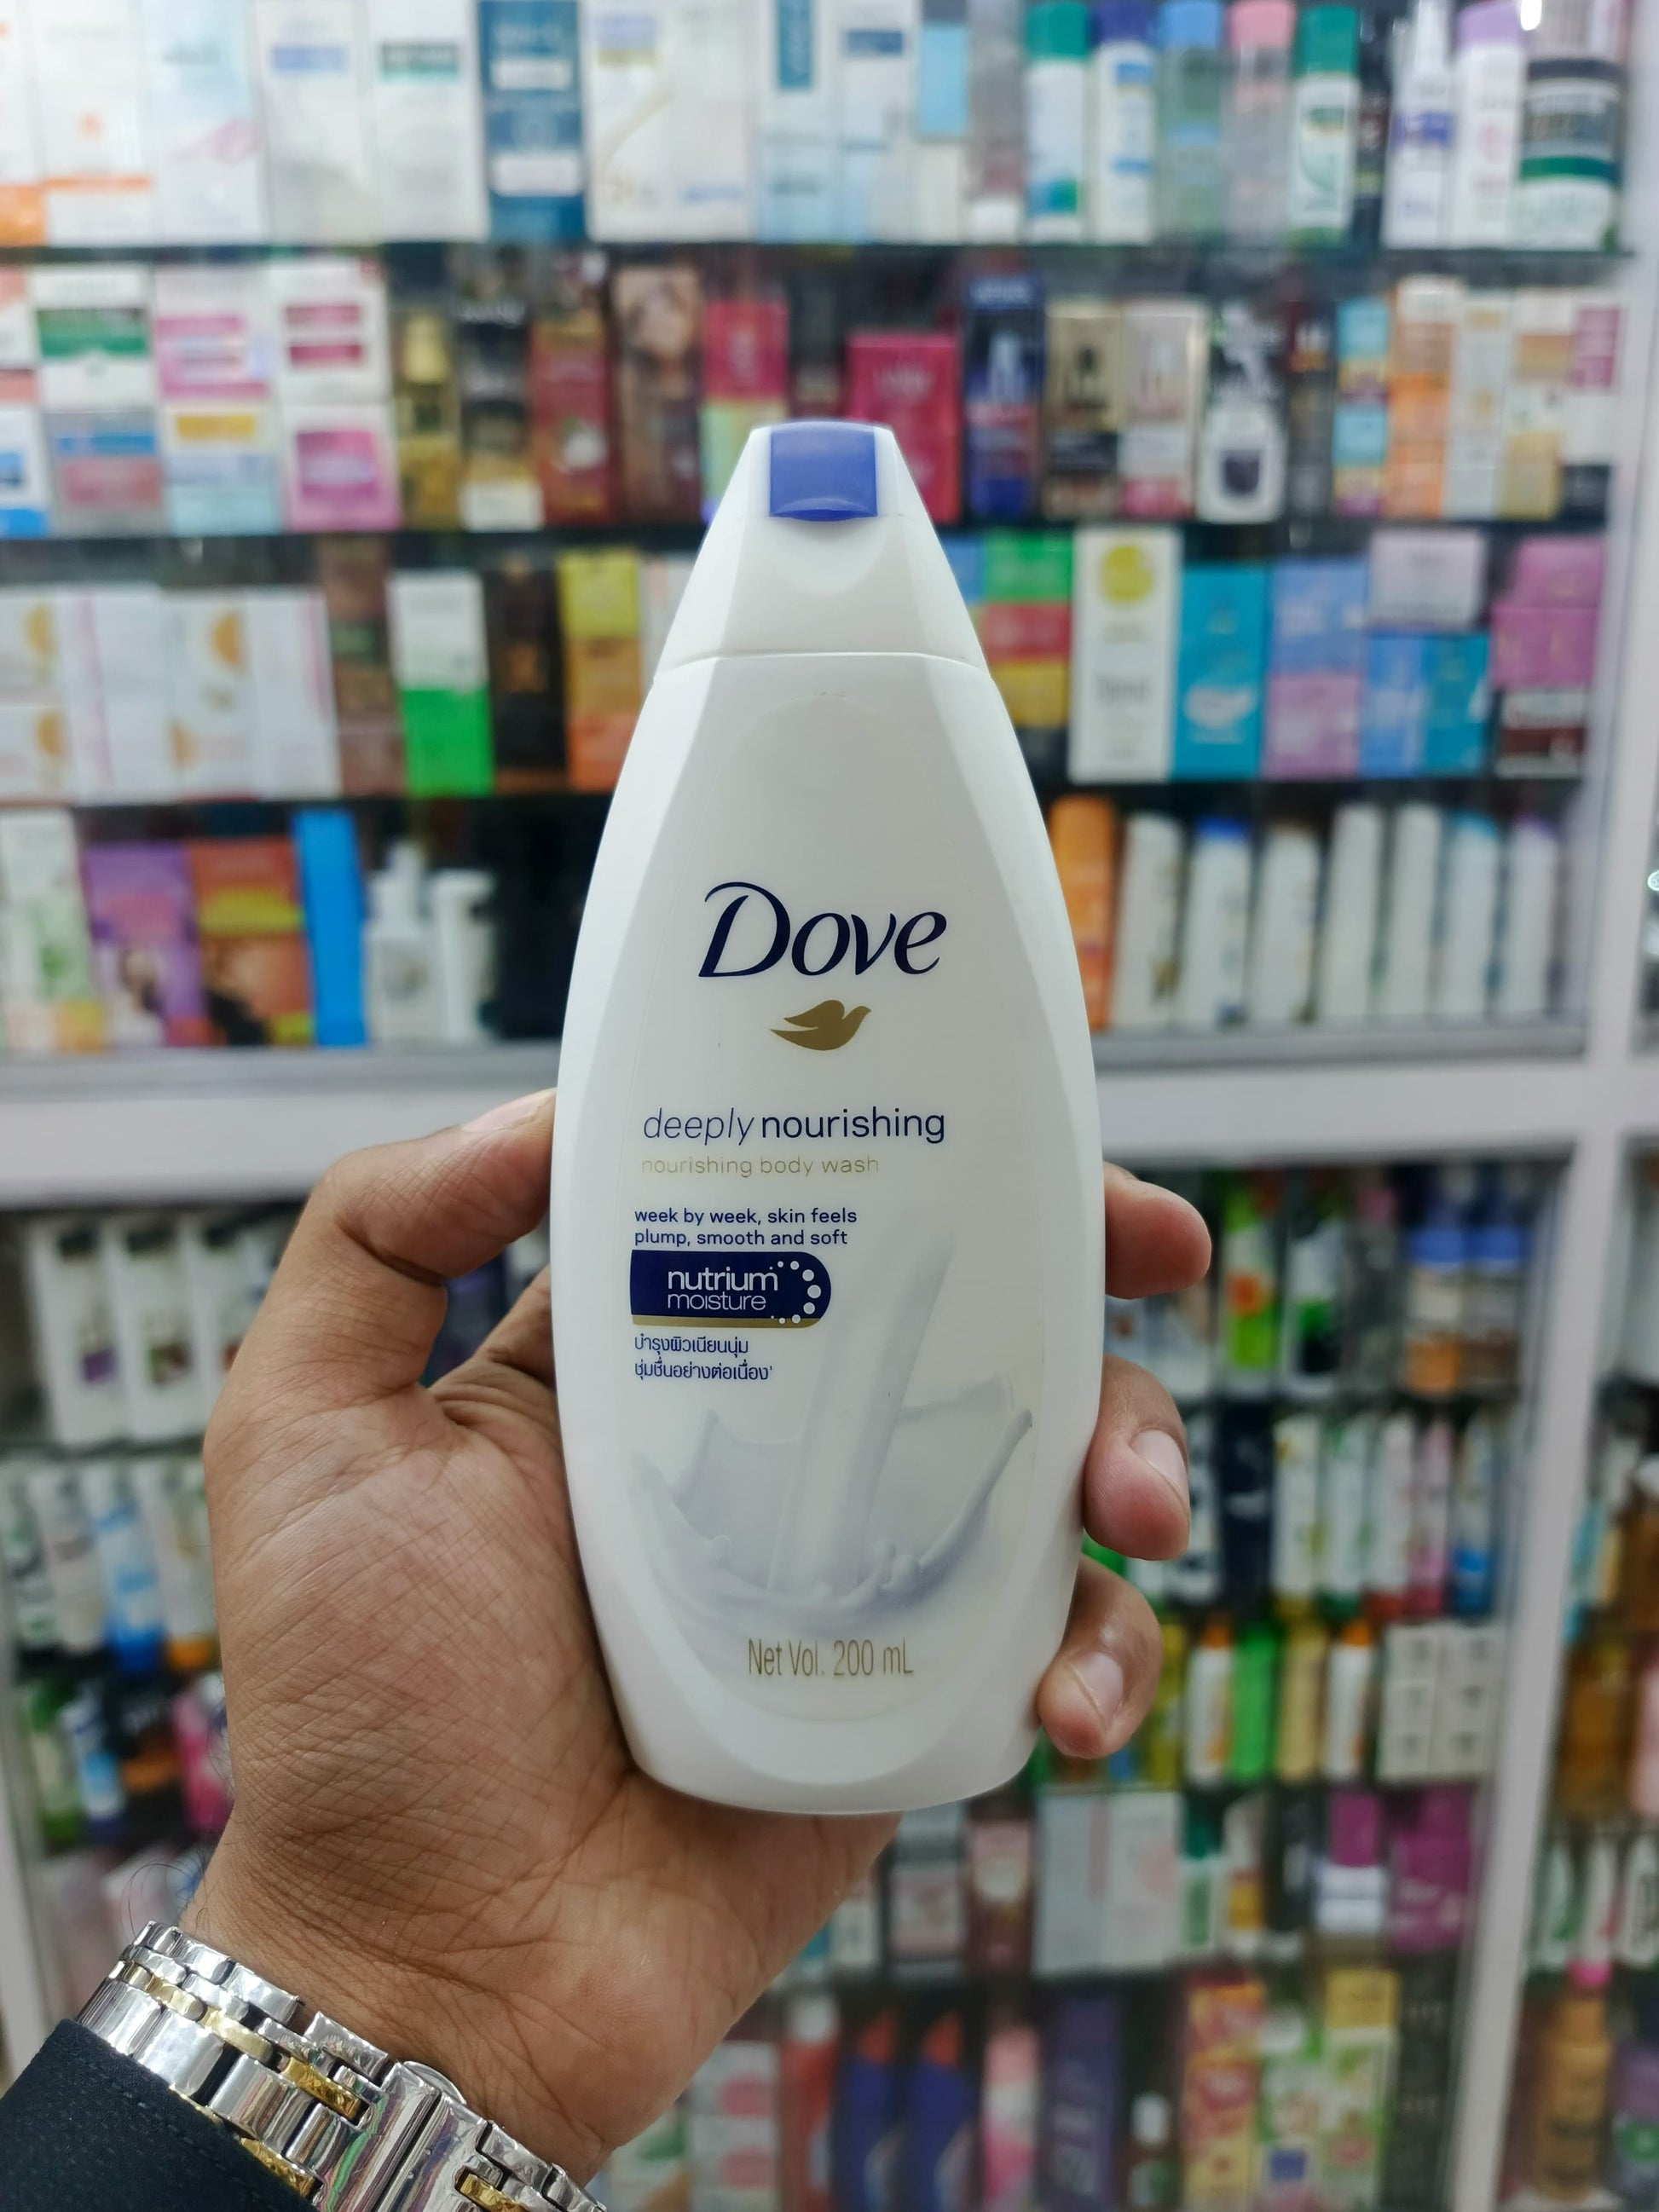 Dove
deeply nourishing
nourishing body wash
week by week, skin feels
plump, smooth and soft
nutrium
moisture
บำรุงผิวเนียนนุ่ม
ชุ่มชื่นอย่างต่อเนื่อง'
Net Vol. 200 mL